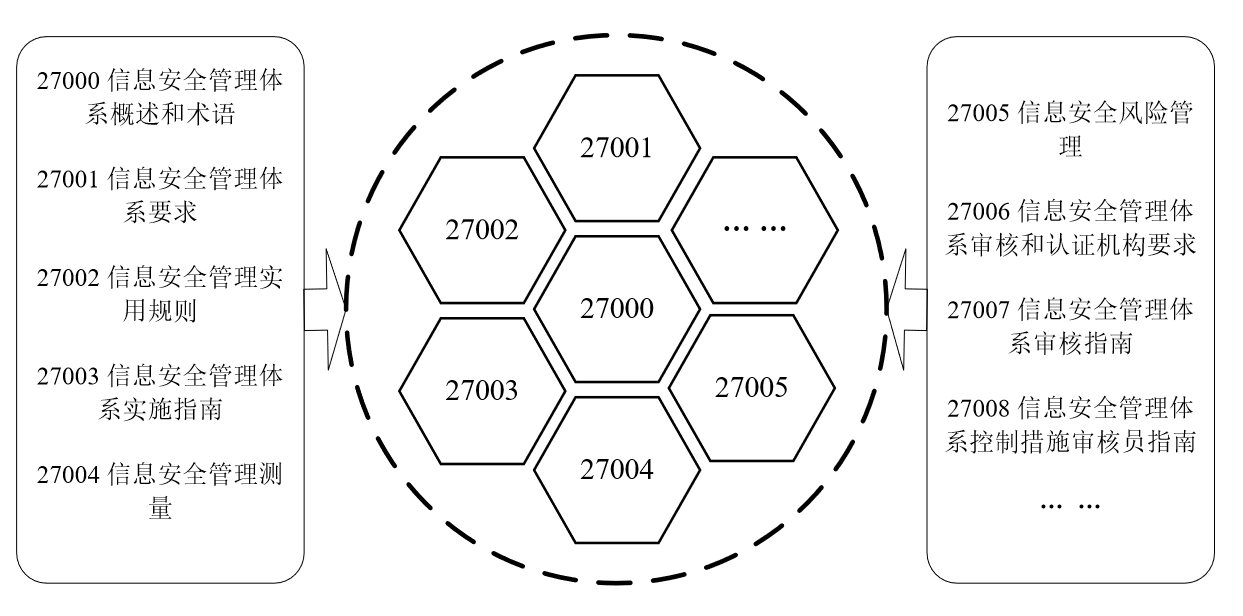 27000 信息安全管理体
系概述和术语
27001 信息安全管理体
系要求
27002 信息安全管理实
用规则
27003 信息安全管理体
系实施指南
27004 信息安全管理测
量
27001
27002
... ...
27000
27003
27005
27004
27005 信息安全风险管
理
27006 信息安全管理体
系审核和认证机构要求
27007 信息安全管理体
系审核指南
27008 信息安全管理体
系控制措施审核员指南
... ...